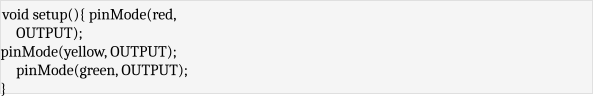 void setup(){ pinMode(red,
OUTPUT);
pinMode(yellow, OUTPUT);
pinMode(green, OUTPUT);
}